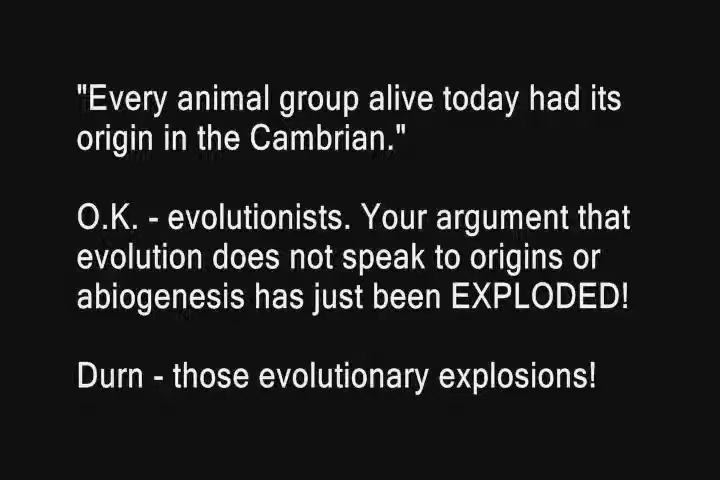 "Every animal group alive today had its
origin in the Cambrian."
O.K. - evolutionists. Your argument that
evolution does not speak to origins or
abiogenesis has just been EXPLODED!
Durn - those evolutionary explosions!